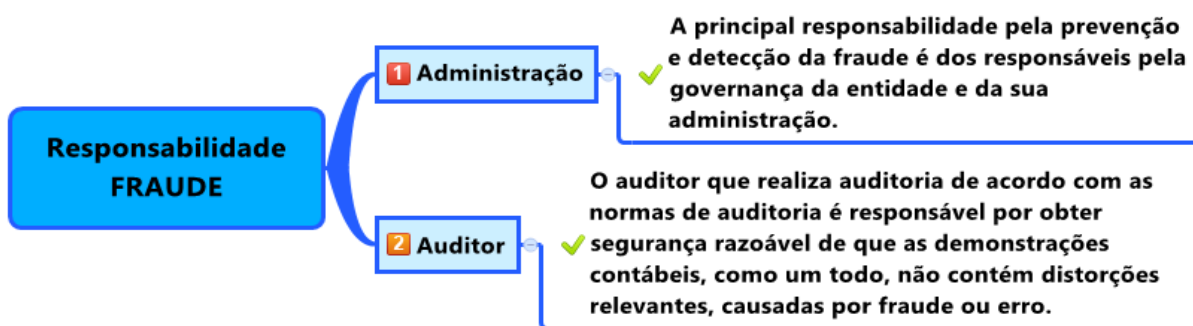 Responsabilidade
FRAUDE
1 Administração
A principal responsabilidade pela prevenção
e detecção da fraude é dos responsáveis pela
governança da entidade e da sua
administração.
2 Auditor
O auditor que realiza auditoria de acordo com as
normas de auditoria é responsável por obter
segurança razoável de que as demonstrações
contábeis, como um todo, não contém distorções
relevantes, causadas por fraude ou erro.